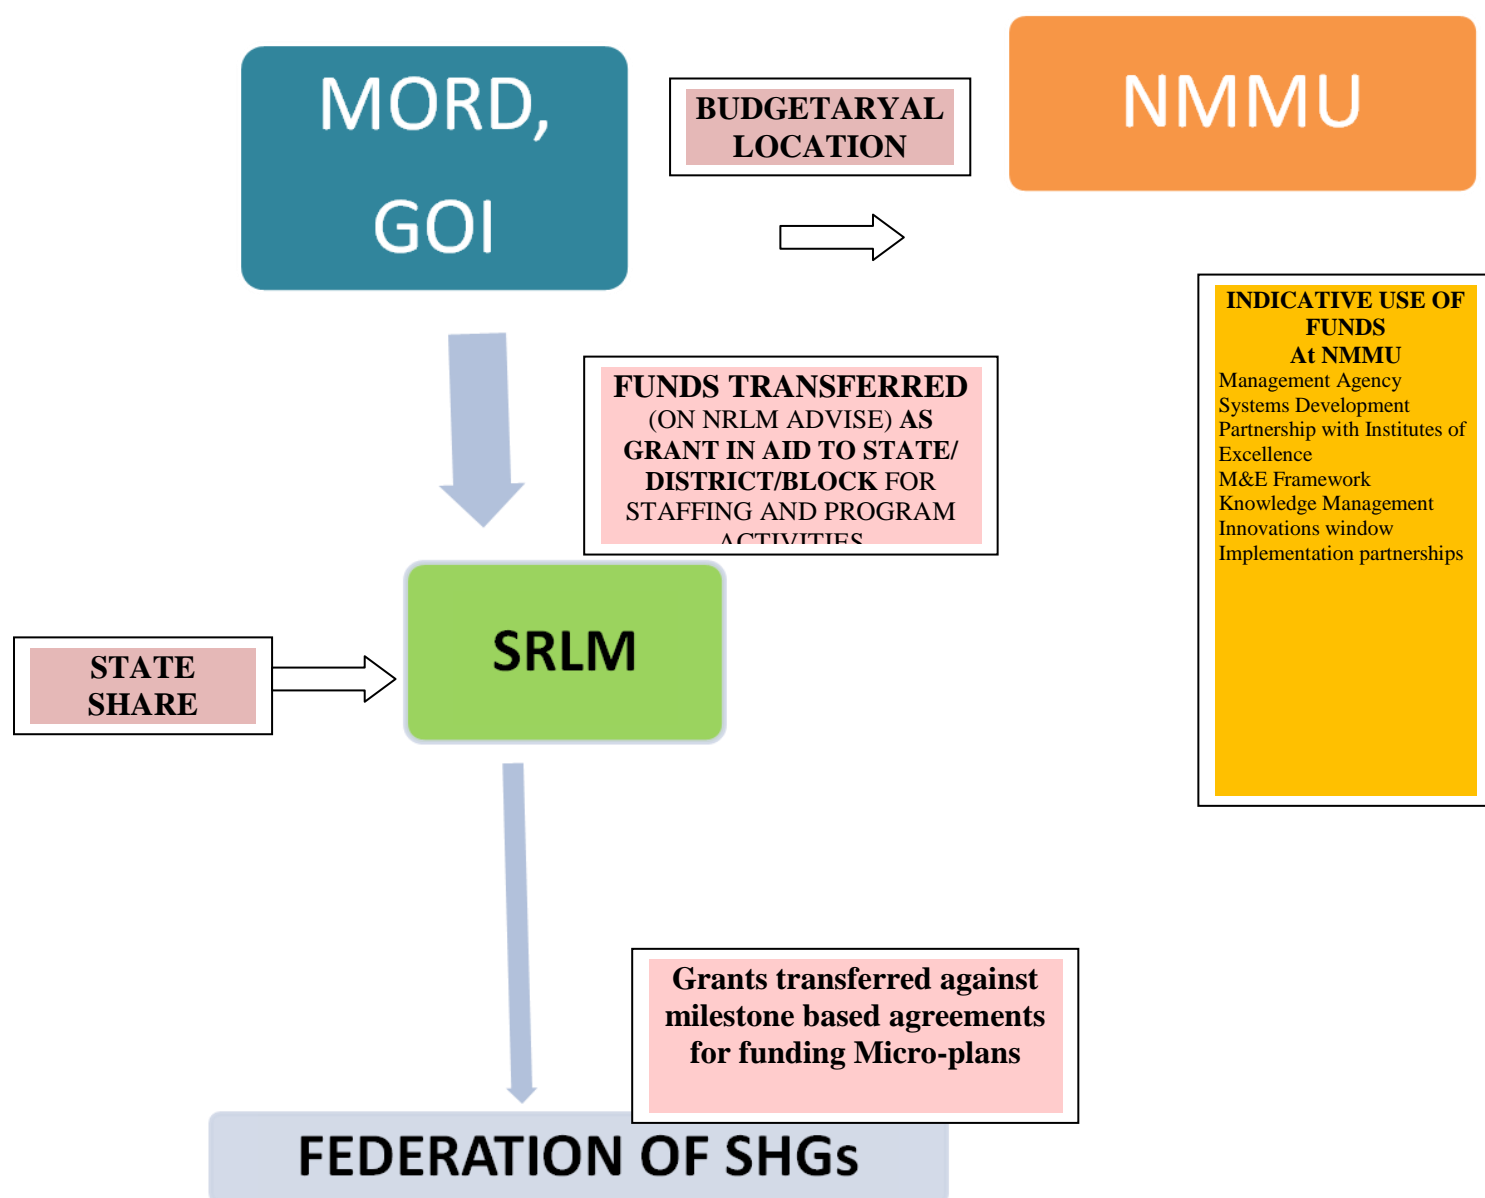 MORD,
GOI
BUDGETARYAL
LOCATION
NMMU
INDICATIVE USE OF
FUNDS
At NMMU
Management Agency
Systems Development
Partnership with Institutes of
Excellence
M&E Framework
Knowledge Management
Innovations window
Implementation partnerships
FUNDS TRANSFERRED
(ON NRLM ADVISE) AS
GRANT IN AID TO STATE/
DISTRICT/BLOCK FOR
STAFFING AND PROGRAM
ACTIVITIES
SRLM
STATE
SHARE
Grants transferred against
milestone based agreements
for funding Micro-plans
FEDERATION OF SHGs